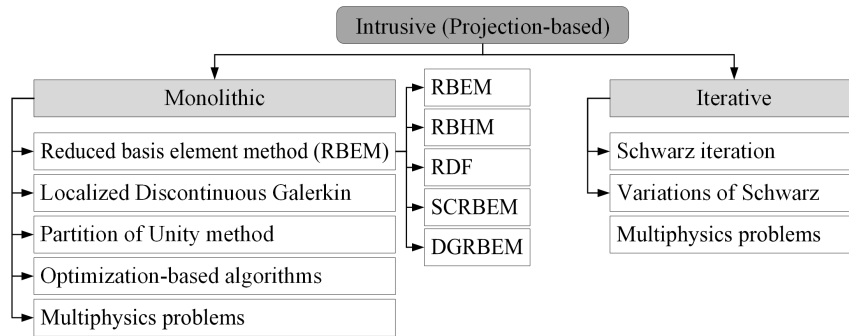 Intrusive (Projection-based)
Monolithic
Reduced basis element method (RBEM)
Localized Discontinuous Galerkin
Partition of Unity method
Optimization-based algorithms
Multiphysics problems
RBEM
RBHM
RDF
SCRBEM
DGRBEM
Iterative
Schwarz iteration
Variations of Schwarz
Multiphysics problems